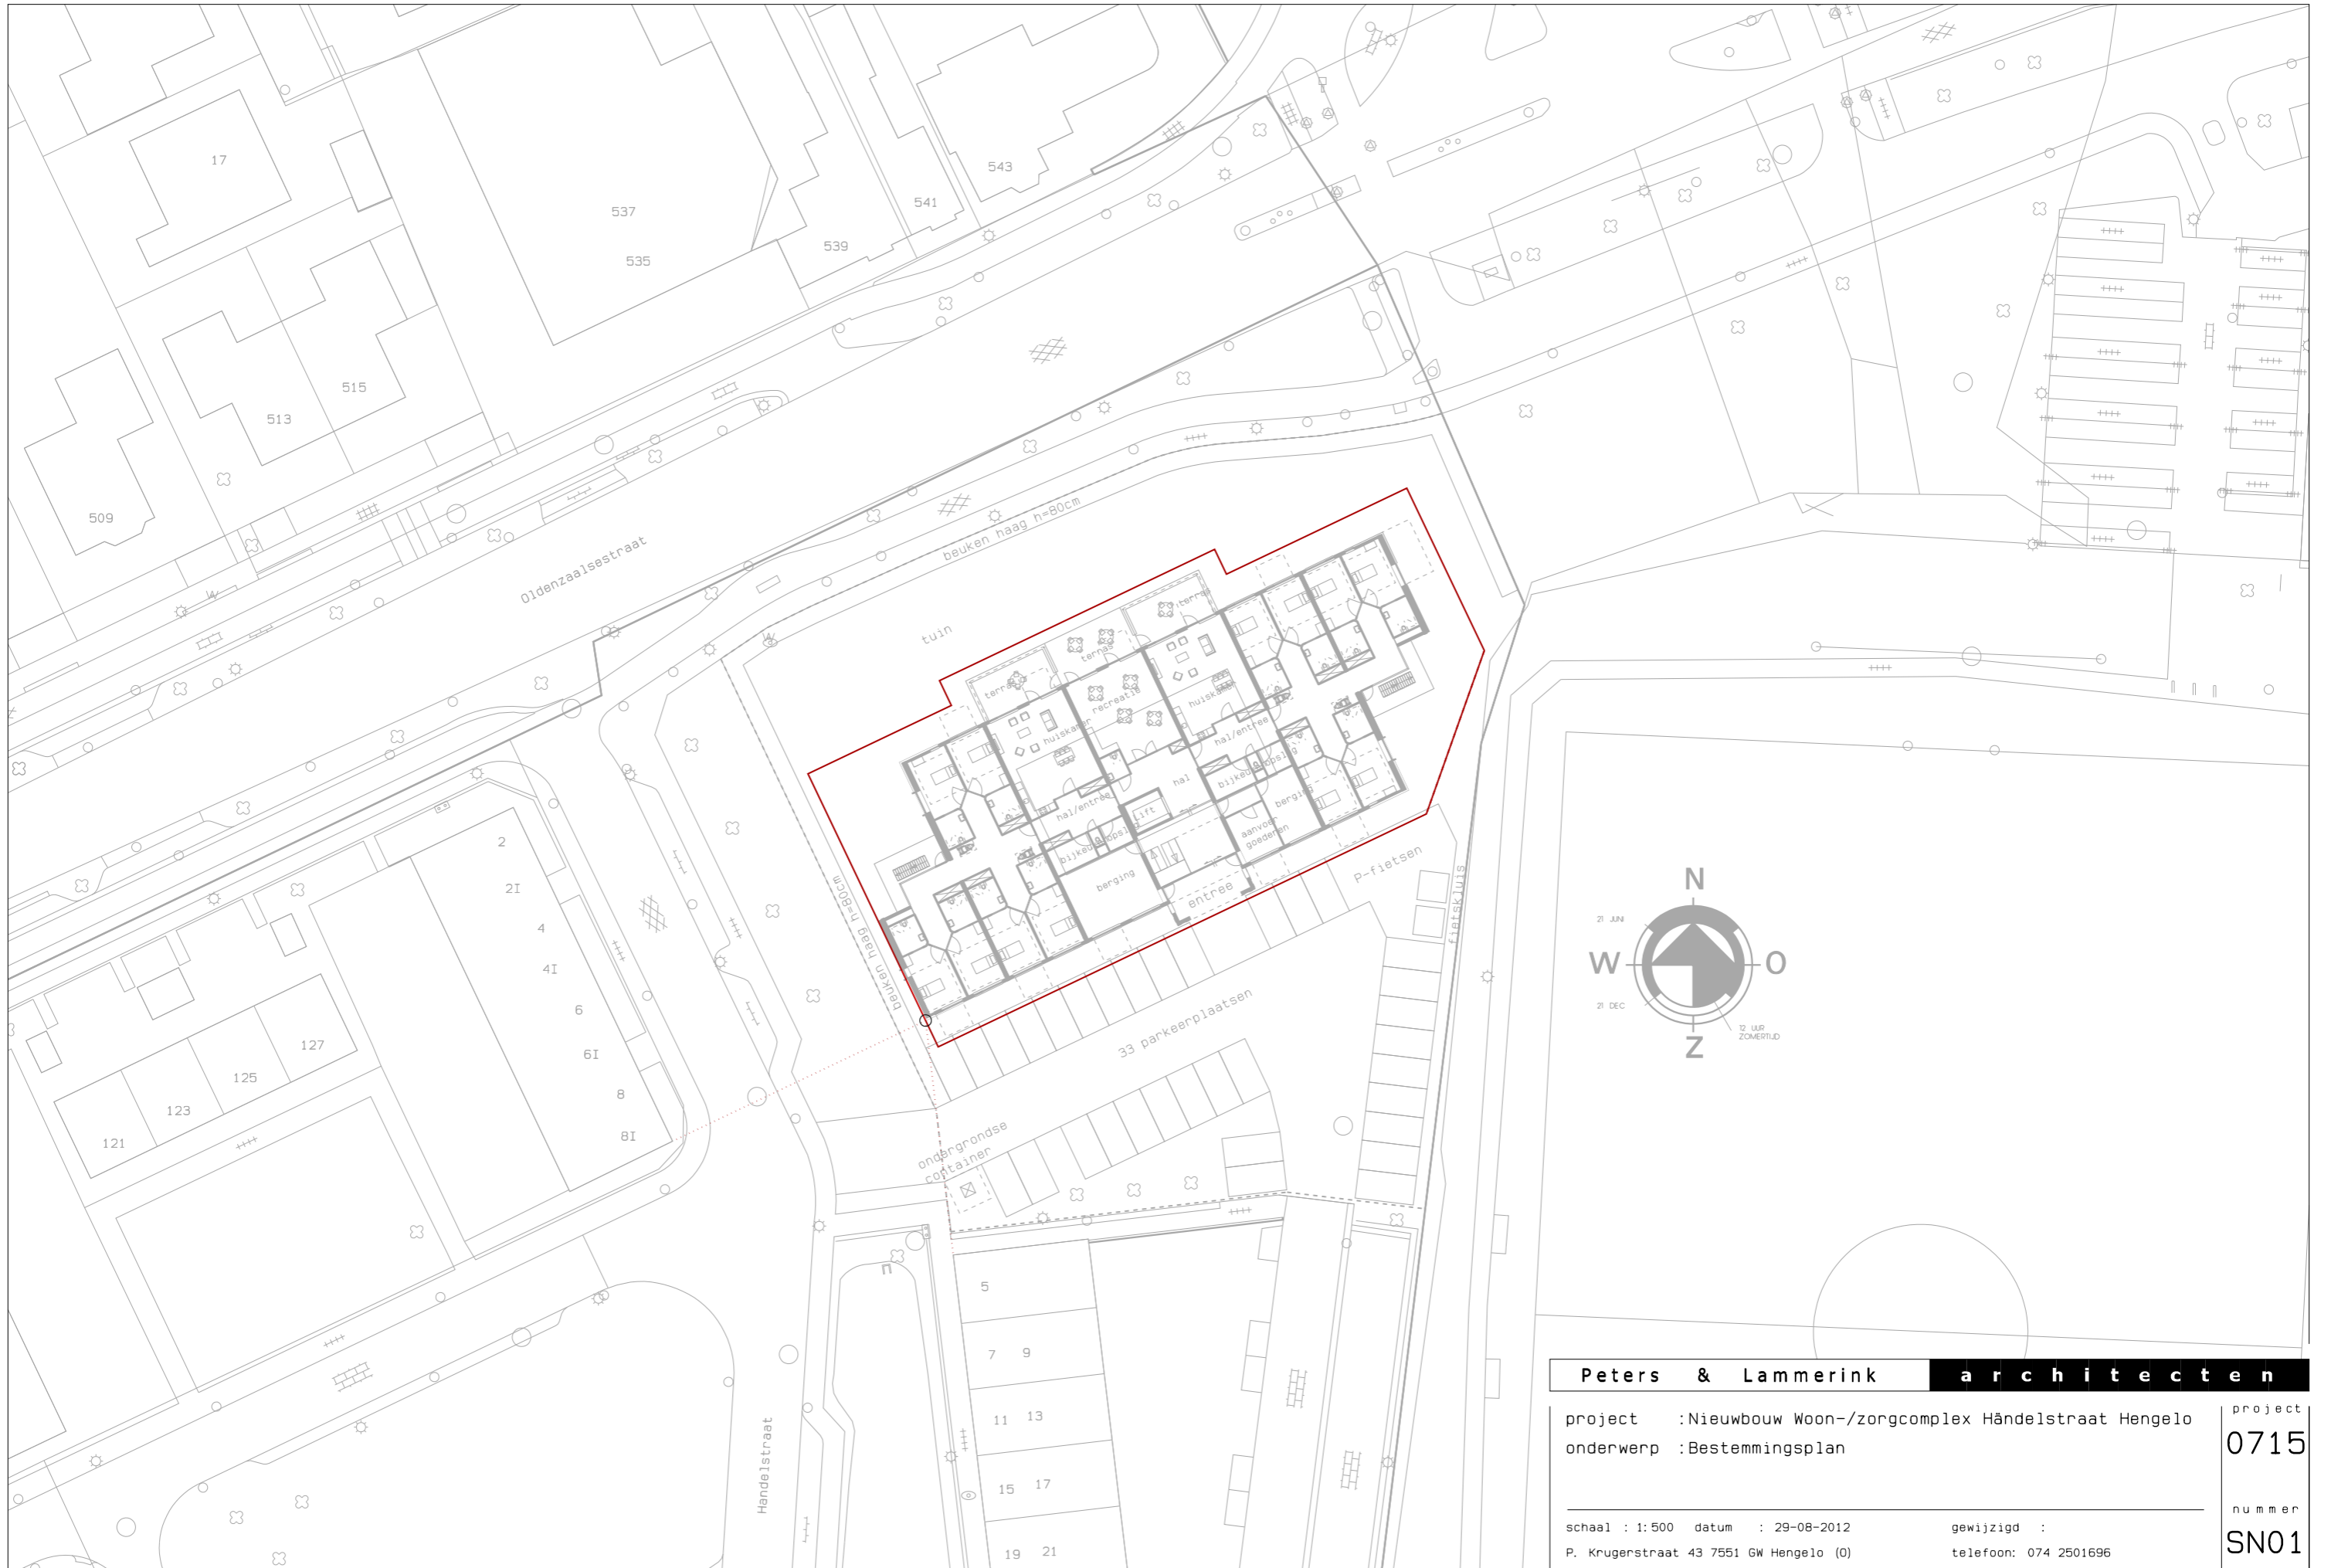 17
537
535
543
541
539
515
513
509
Oldenzaalsestraat
beuken haag h=80cm
tuin
terras
terras
terras
recreatie
huiskamer
huiskamer
hal/entree
hal
bijkeuken
opslag
hal/entree
Lift
berging
bijkeuken
opslag
aanvoer
goederen
berging
entree
P-fietsen
fietskluis
beuken haag h=80cm
33 parkeerplaatsen
ondergrondse
container
2
2I
4
4I
6
6I
8
8I
127
125
123
121
5
7 9
11 13
15 17
19 21
Handelstraat
N
W
O
Z
21 JUNI
21 DEC
12 UUR
ZOMERTIJD
Peters & Lammerink architecten
project :Nieuwbouw Woon-/zorgcomplex Händelstraat Hengelo
onderwerp :Bestemmingsplan
project
0715
nummer
SN01
schaal : 1:500 datum : 29-08-2012 gewijzigd :
P. Krugerstraat 43 7551 GW Hengelo (O) telefoon: 074 2501696